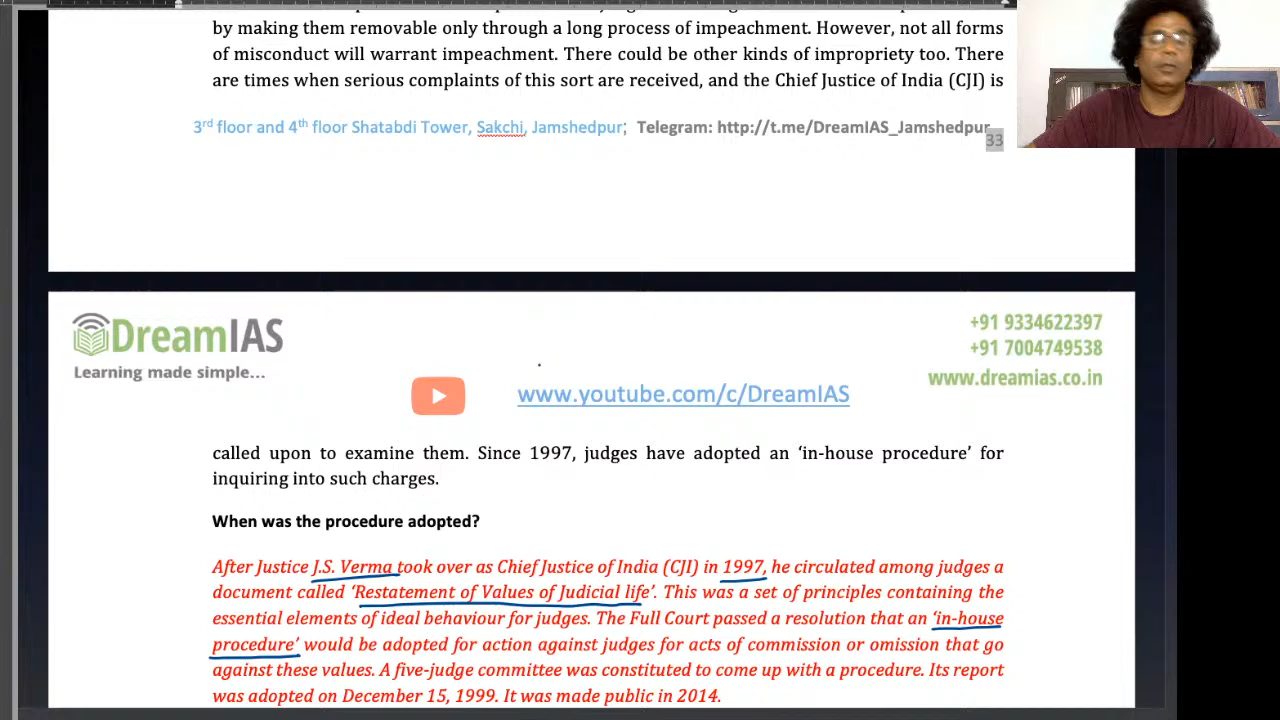 by making them removable only through a long process of impeachment. However, not all forms
of misconduct will warrant impeachment. There could be other kinds of impropriety too. There
are times when serious complaints of this sort are received, and the Chief Justice of India (CJI) is
3rd floor and 4th floor Shatabdi Tower, Sakchi, Jamshedpur; Telegram: http://t.me/DreamIAS_Jamshedpur
33
DreamIAS
Learning made simple...
www.youtube.com/c/DreamIAS
+91 9334622397
+91 7004749538
www.dreamias.co.in
called upon to examine them. Since 1997, judges have adopted an ‘in-house procedure’ for
inquiring into such charges.
When was the procedure adopted?
After Justice J.S. Verma took over as Chief Justice of India (CJI) in 1997, he circulated among judges a
document called ‘Restatement of Values of Judicial life’. This was a set of principles containing the
essential elements of ideal behaviour for judges. The Full Court passed a resolution that an ‘in-house
procedure’ would be adopted for action against judges for acts of commission or omission that go
against these values. A five-judge committee was constituted to come up with a procedure. Its report
was adopted on December 15, 1999. It was made public in 2014.